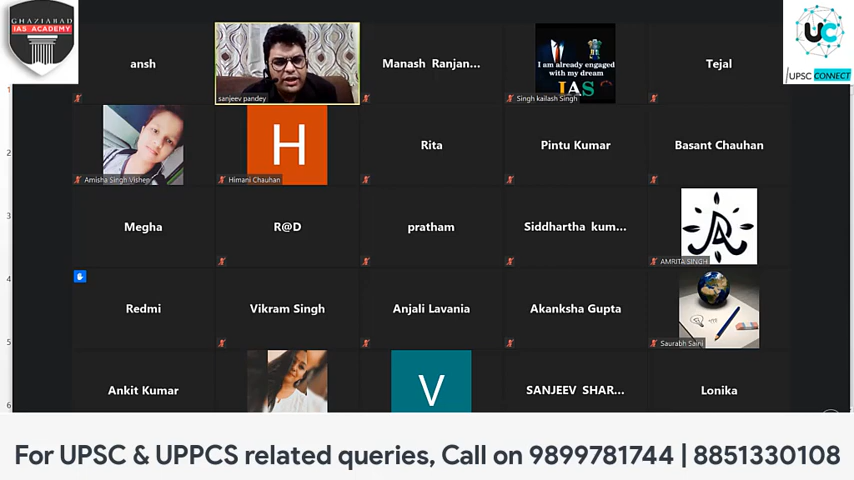 GHAZIABAD
IAS ACADEMY
UC
UPSC CONNECT
1
ansh
sanjeev pandey
Manash Ranjan...
I am already engaged
with my dream
IAS
Singh kailash Singh
Tejal
2
Amisha Singh Vishen
H
Himani Chauhan
Rita
Pintu Kumar
Basant Chauhan
3
Megha
R@D
pratham
Siddhartha kum...
AMRITA SINGH
4
Redmi
Vikram Singh
Anjali Lavania
Akanksha Gupta
Saurabh Saini
5
Ankit Kumar
V
SANJEEV SHAR...
Lonika
6
For UPSC & UPPCS related queries, Call on 9899781744 | 8851330108